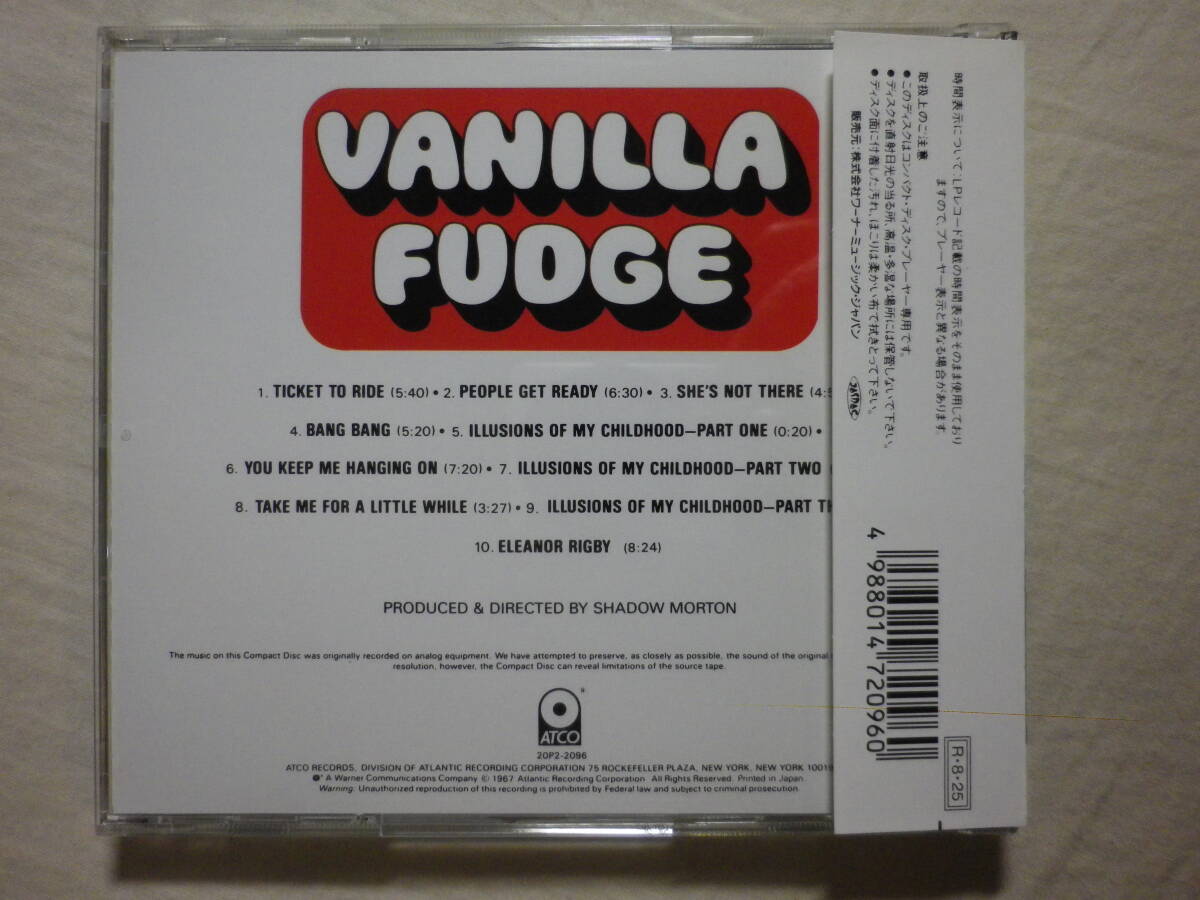 VANILLA
FUDGE
1. TICKET TO RIDE (5:40) • 2. PEOPLE GET READY (6:30) • 3. SHE'S NOT THERE (4:5
4. BANG BANG (5:20) • 5. ILLUSIONS OF MY CHILDHOOD—PART ONE (0:20) •
6. YOU KEEP ME HANGING ON (7:20) • 7. ILLUSIONS OF MY CHILDHOOD—PART TWO (
8. TAKE ME FOR A LITTLE WHILE (3:27) • 9. ILLUSIONS OF MY CHILDHOOD—PART TH
10. ELEANOR RIGBY (8:24)
PRODUCED & DIRECTED BY SHADOW MORTON
The music on this Compact Disc was originally recorded on analog equipment. We have attempted to preserve, as closely as possible, the sound of the original
resolution, however, the Compact Disc can reveal limitations of the source tape.
®
ATCO
20P2-2096
ATCO RECORDS, DIVISION OF ATLANTIC RECORDING CORPORATION 75 ROCKEFELLER PLAZA, NEW YORK, NEW YORK 10019
A Warner Communications Company © 1967 Atlantic Recording Corporation All Rights Reserved. Printed in Japan.
Warning: Unauthorized reproduction of this recording is prohibited by Federal law and subject to criminal prosecution.
時間表示について:LPレコード記載の時間表示をそのまま使用しており
ますので、プレーヤー表示と異なる場合があります。
取扱上のご注意
●このディスクはコンパクト・ディスク・プレーヤー専用です。
●ディスクを直射日光の当る所、高温・多湿な場所には保管しないで下さい。
●ディスク面に付着した汚れ、ほこりは柔かい布で拭きとって下さい。
販売元:株式会社ワーナーミュージック・ジャパン
JASRAC
4 988014 720960
R・8・25